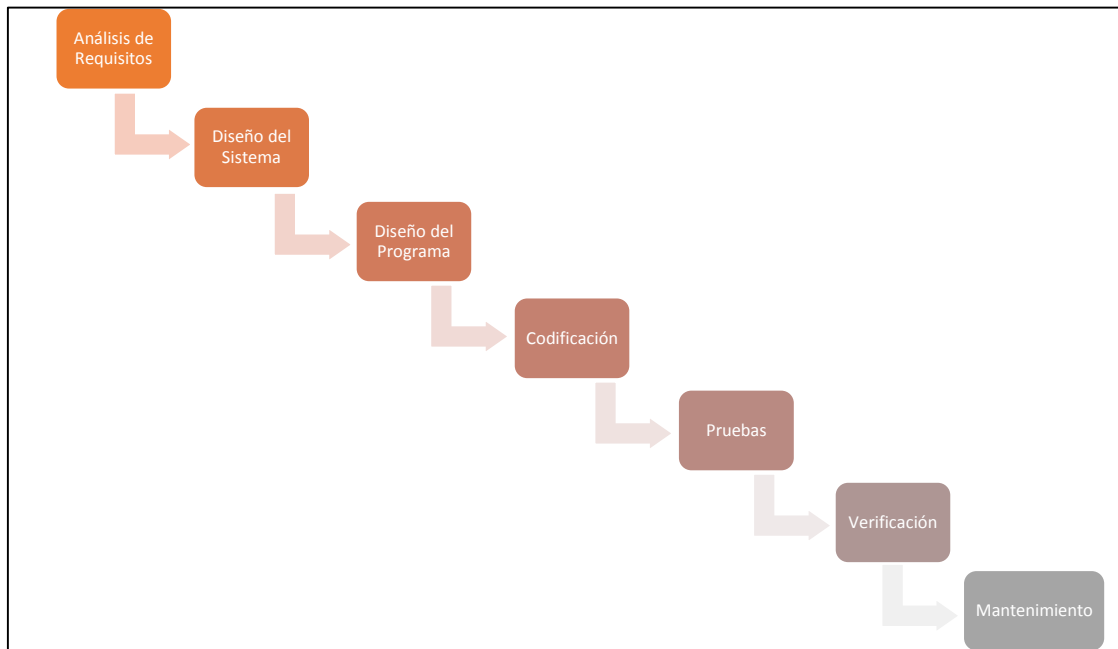 Análisis de
Requisitos
Diseño del
Sistema
Diseño del
Programa
Codificación
Pruebas
Verificación
Mantenimiento